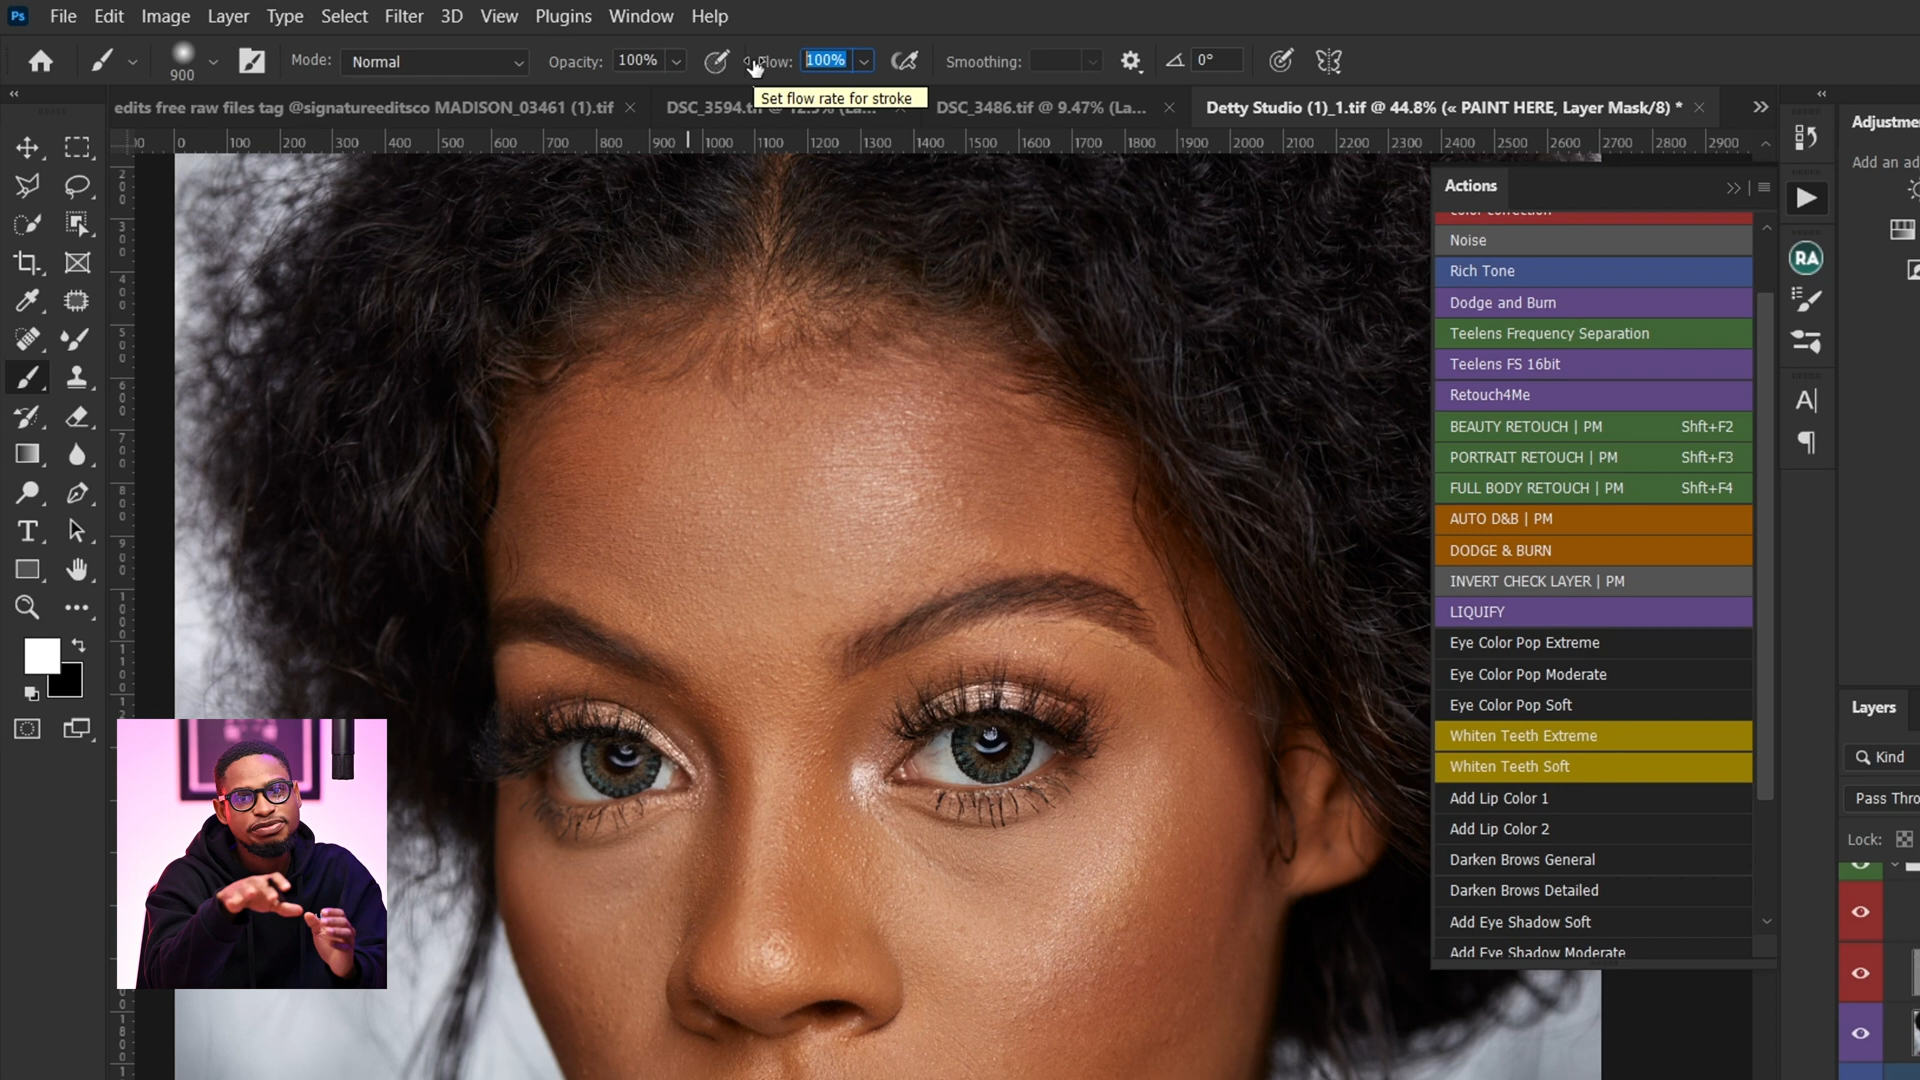 Ps File Edit Image Layer Type Select Filter 3D View Plugins Window Help
900 Mode: Normal Opacity: 100% Flow: 100% Smoothing: 0°
Set flow rate for stroke
edits free raw files tag @signatureeditsco MADISON_03461 (1).tif DSC_3594.tif @ 12.5% (La... DSC_3486.tif @ 9.47% (La... Detty Studio (1)_1.tif @ 44.8% (« PAINT HERE, Layer Mask/8) *
0 100 200 300 400 500 600 700 800 900 1000 1100 1200 1300 1400 1500 1600 1700 1800 1900 2000 2100 2200 2300 2400 2500 2600 2700 2800 2900
Actions
Color Correction
Noise
Rich Tone
Dodge and Burn
Teelens Frequency Separation
Teelens FS 16bit
Retouch4Me
BEAUTY RETOUCH | PM Shft+F2
PORTRAIT RETOUCH | PM Shft+F3
FULL BODY RETOUCH | PM Shft+F4
AUTO D&B | PM
DODGE & BURN
INVERT CHECK LAYER | PM
LIQUIFY
Eye Color Pop Extreme
Eye Color Pop Moderate
Eye Color Pop Soft
Whiten Teeth Extreme
Whiten Teeth Soft
Add Lip Color 1
Add Lip Color 2
Darken Brows General
Darken Brows Detailed
Add Eye Shadow Soft
Add Eye Shadow Moderate
RA
Adjustme
Add an ad
Layers
Kind
Pass Thro
Lock: